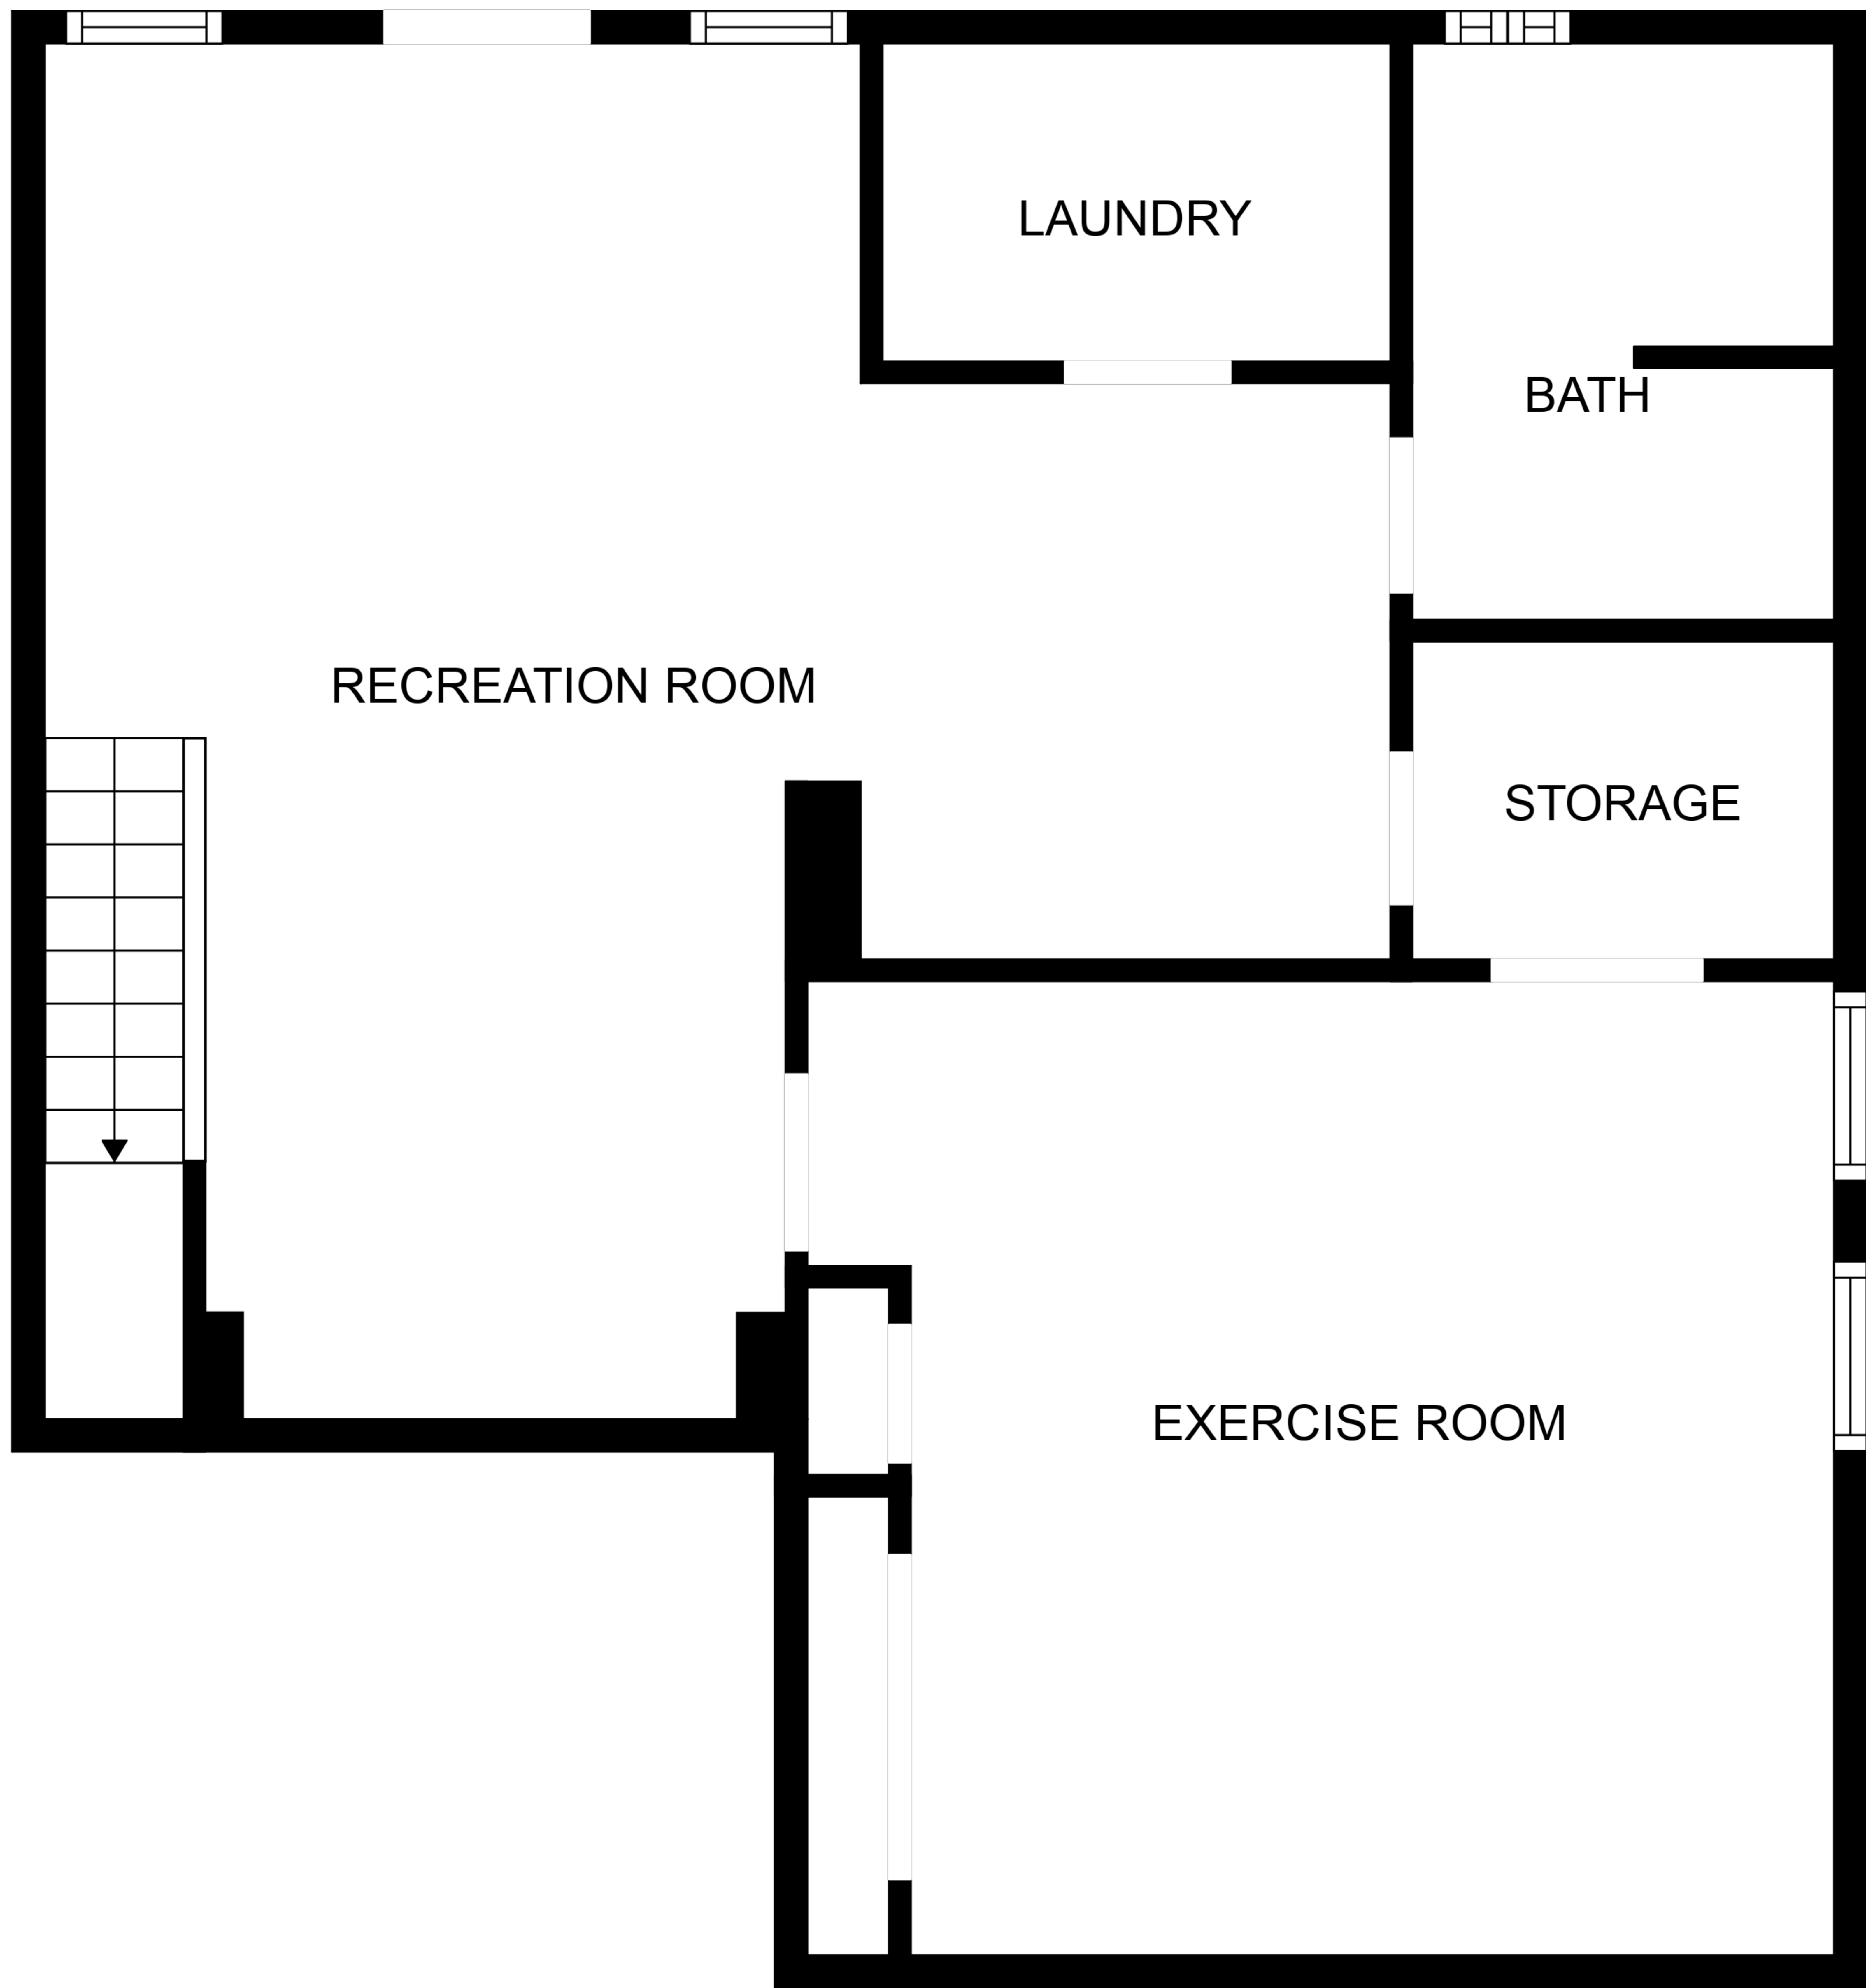 LAUNDRY
BATH
RECREATION ROOM
STORAGE
EXERCISE ROOM